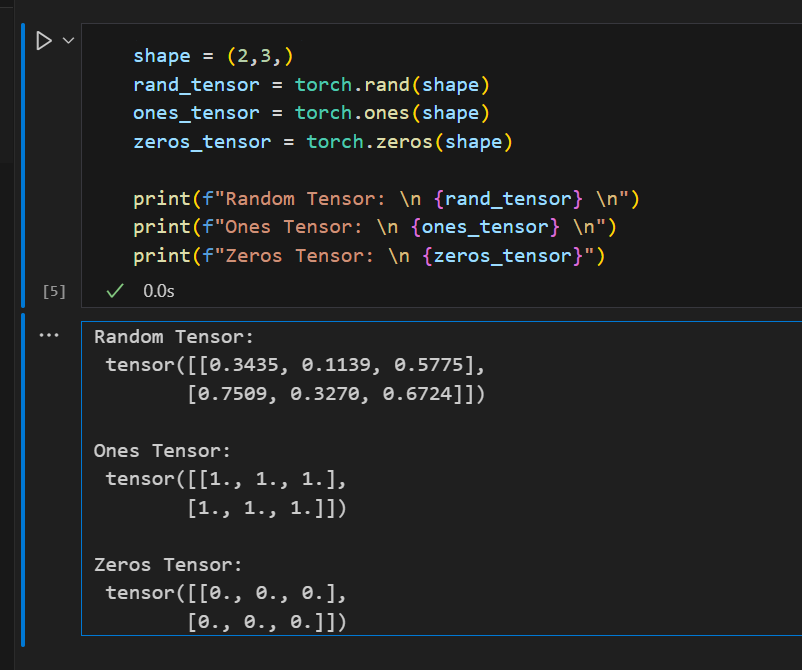 shape = (2,3,)
rand_tensor = torch.rand(shape)
ones_tensor = torch.ones(shape)
zeros_tensor = torch.zeros(shape)
print(f"Random Tensor: \n {rand_tensor} \n")
print(f"Ones Tensor: \n {ones_tensor} \n")
print(f"Zeros Tensor: \n {zeros_tensor}")
[5] 0.0s
Random Tensor:
 tensor([[0.3435, 0.1139, 0.5775],
        [0.7509, 0.3270, 0.6724]])
Ones Tensor:
 tensor([[1., 1., 1.],
        [1., 1., 1.]])
Zeros Tensor:
 tensor([[0., 0., 0.],
        [0., 0., 0.]])